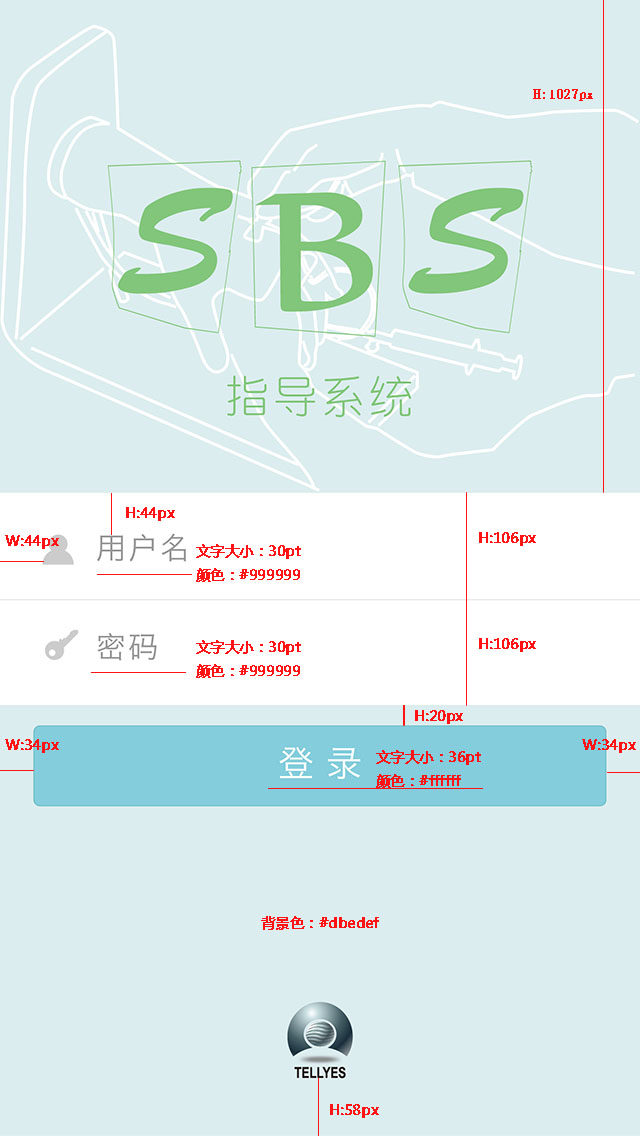 H:1027px
SBS
指导系统
H:44px
W:44px
用户名
文字大小：30pt
颜色：#999999
H:106px
密码
文字大小：30pt
颜色：#999999
H:106px
H:20px
W:34px
W:34px
登录
文字大小：36pt
颜色：#ffffff
背景色：#dbedef
TELLYES
H:58px